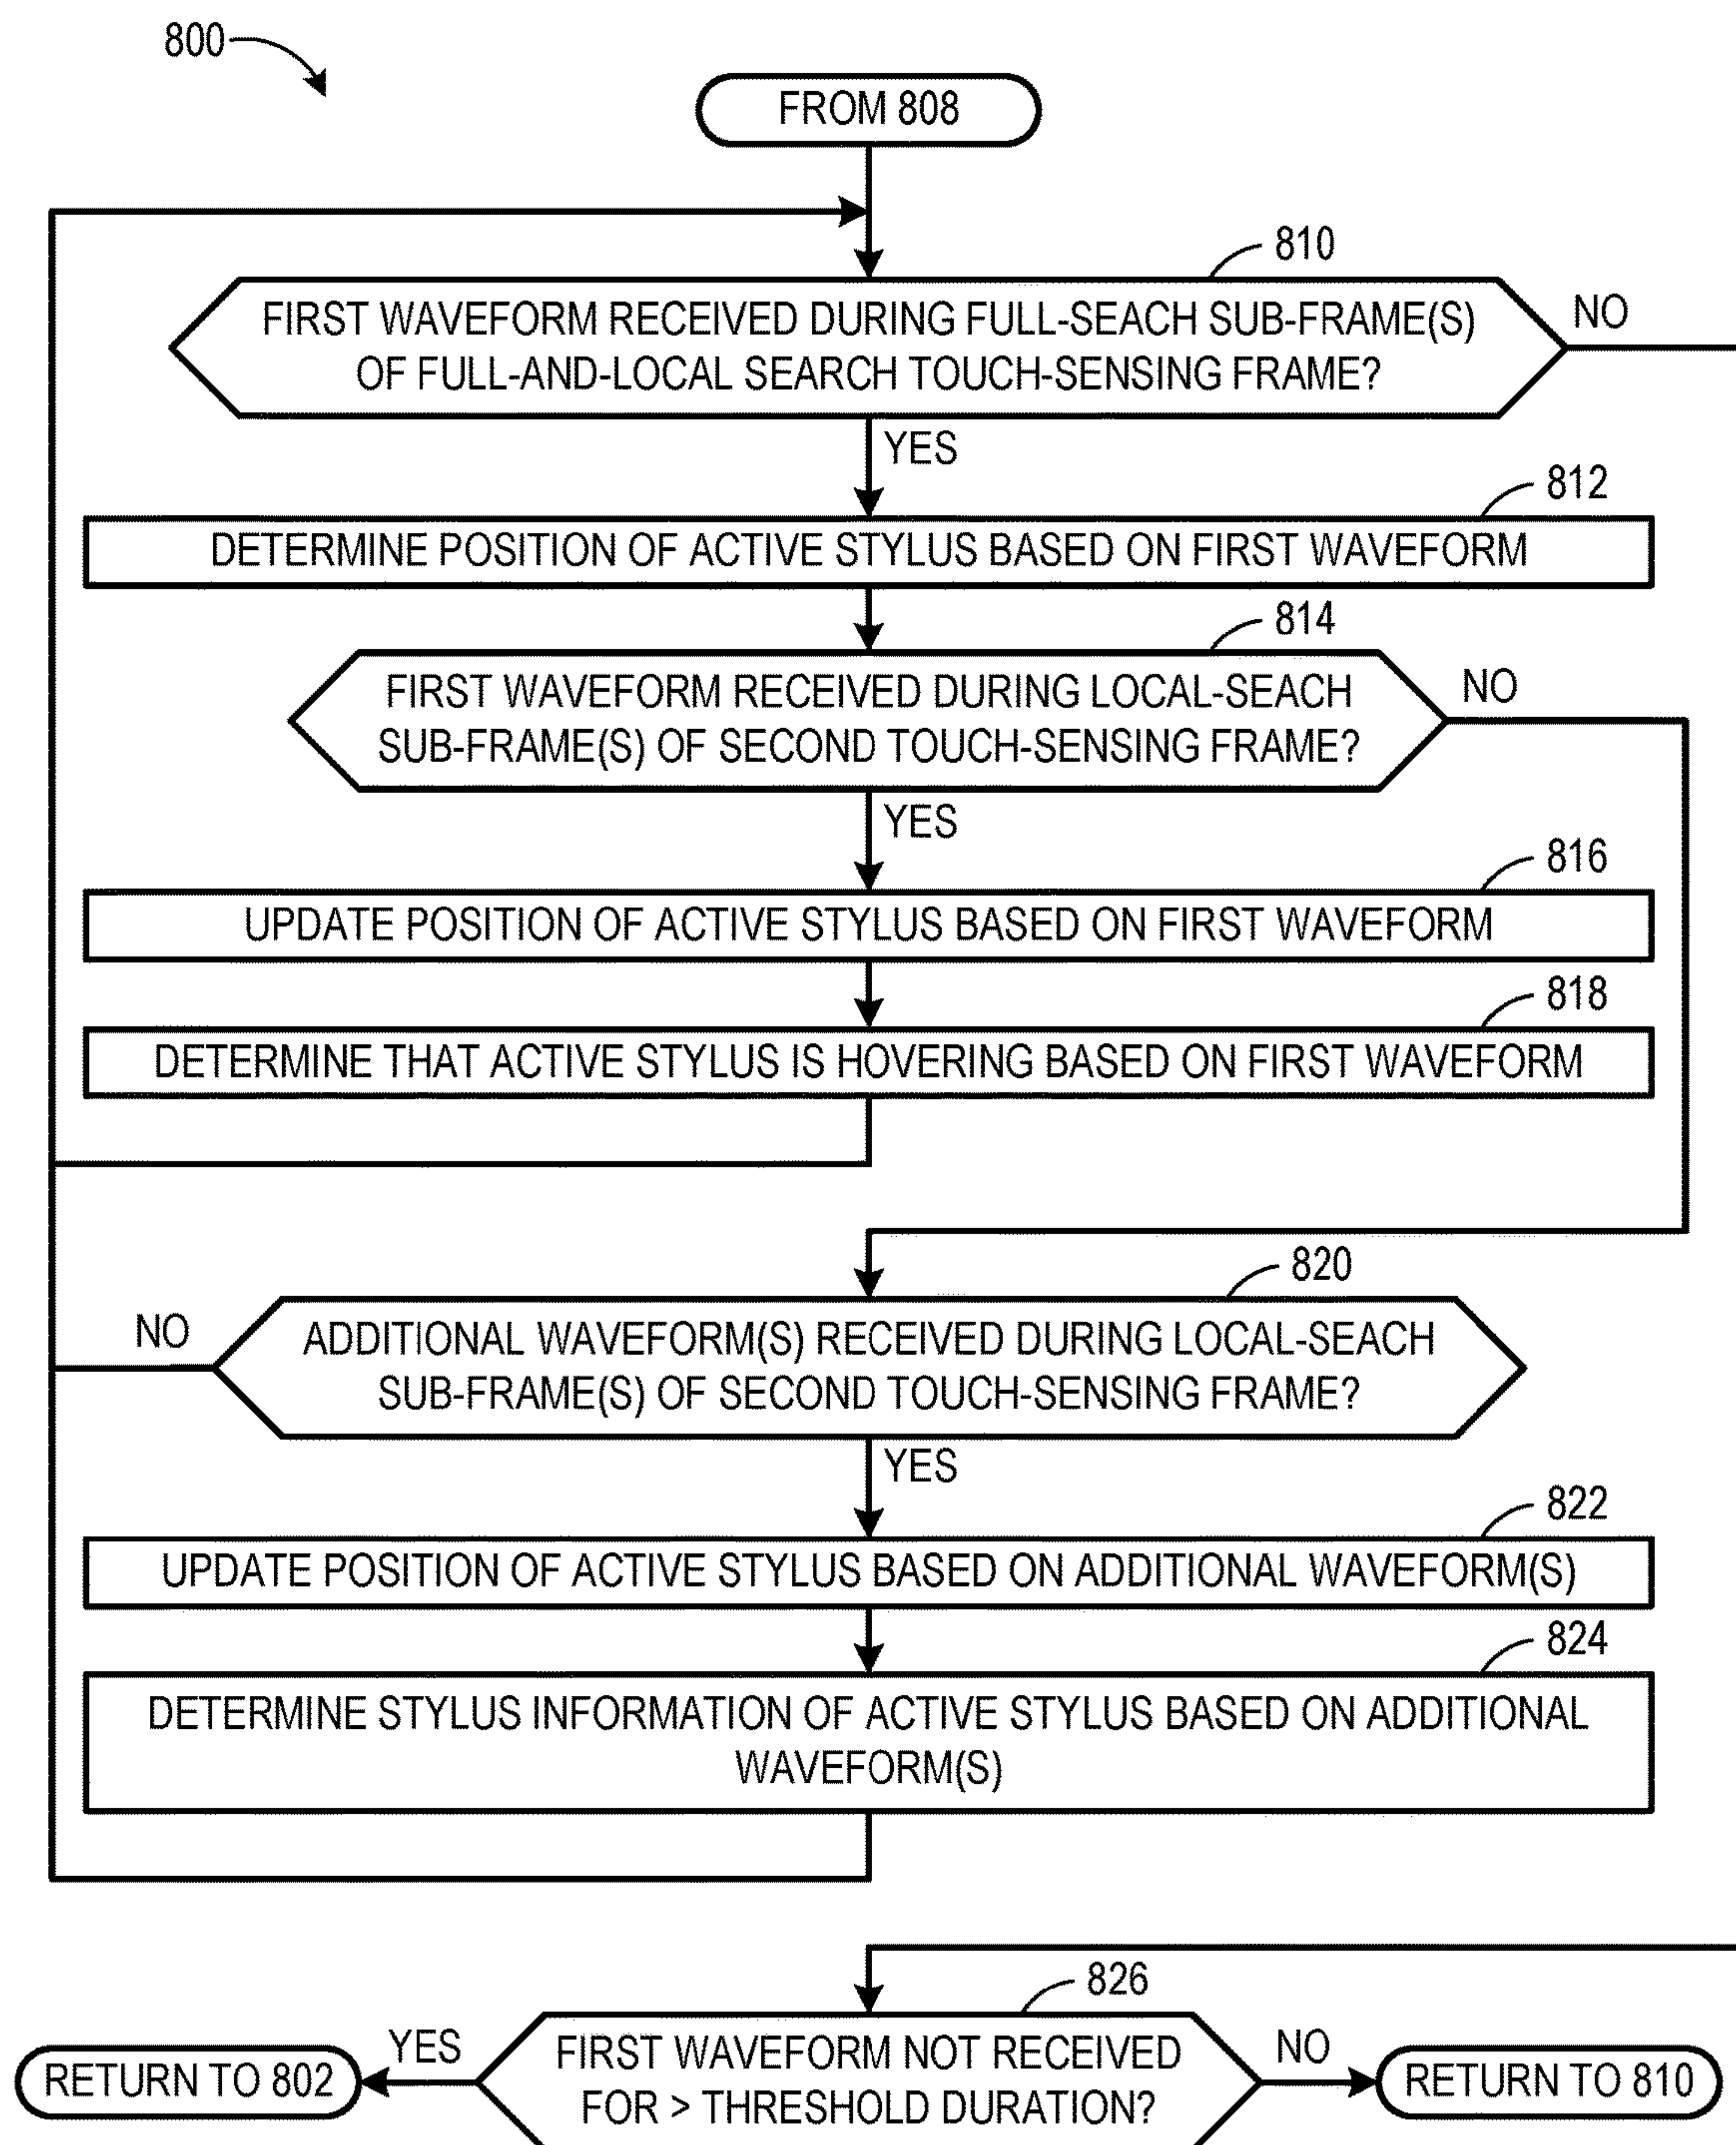 800
FROM 808
810
FIRST WAVEFORM RECEIVED DURING FULL-SEACH SUB-FRAME(S)
OF FULL-AND-LOCAL SEARCH TOUCH-SENSING FRAME?
NO
YES
812
DETERMINE POSITION OF ACTIVE STYLUS BASED ON FIRST WAVEFORM
814
FIRST WAVEFORM RECEIVED DURING LOCAL-SEACH
SUB-FRAME(S) OF SECOND TOUCH-SENSING FRAME?
NO
YES
816
UPDATE POSITION OF ACTIVE STYLUS BASED ON FIRST WAVEFORM
818
DETERMINE THAT ACTIVE STYLUS IS HOVERING BASED ON FIRST WAVEFORM
820
NO
ADDITIONAL WAVEFORM(S) RECEIVED DURING LOCAL-SEACH
SUB-FRAME(S) OF SECOND TOUCH-SENSING FRAME?
YES
822
UPDATE POSITION OF ACTIVE STYLUS BASED ON ADDITIONAL WAVEFORM(S)
824
DETERMINE STYLUS INFORMATION OF ACTIVE STYLUS BASED ON ADDITIONAL
WAVEFORM(S)
826
FIRST WAVEFORM NOT RECEIVED
FOR > THRESHOLD DURATION?
YES
RETURN TO 802
NO
RETURN TO 810